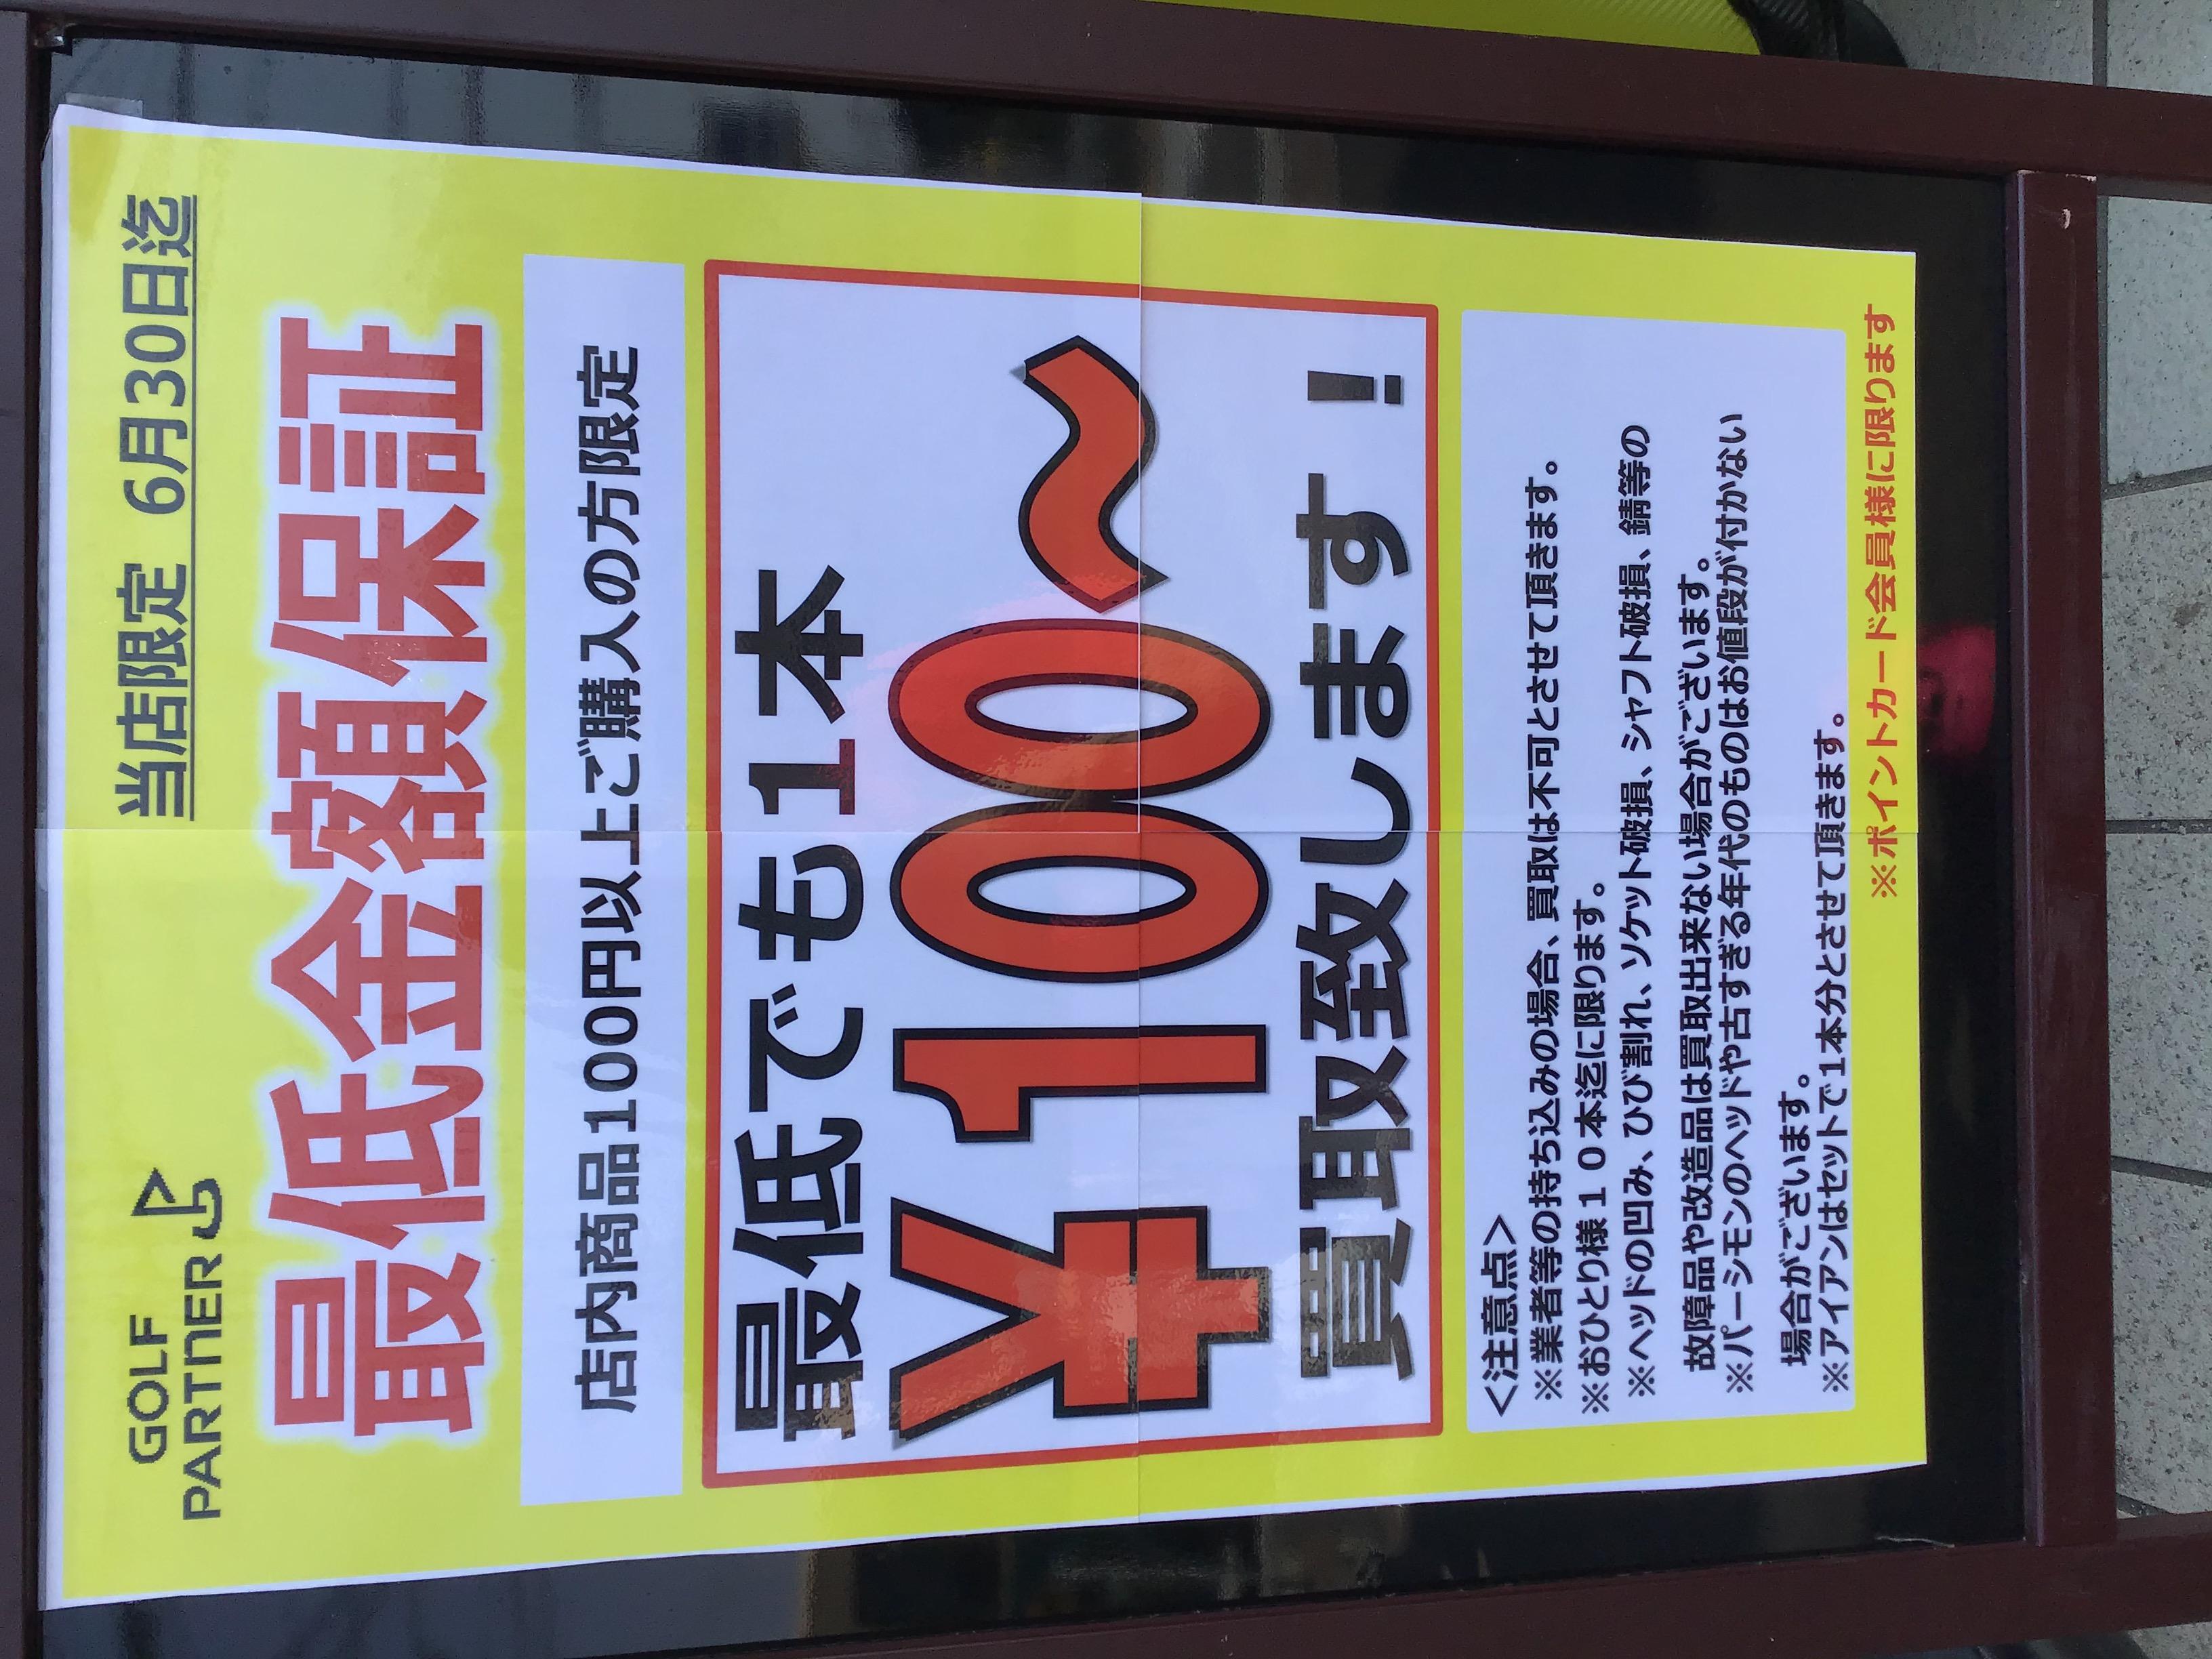 GOLF
PARTNER
当店限定 6月30日迄
最低金額保証
店内商品100円以上ご購入の方限定
最低でも1本
¥100～
買取致します！
＜注意点＞
※業者等の持ち込みの場合、買取は不可とさせて頂きます。
※おひとり様１０本迄に限ります。
※ヘッドの凹み、ひび割れ、ソケット破損、シャフト破損、錆等の
故障品や改造品は買取出来ない場合がございます。
※パーシモンのヘッドや古すぎる年代のものはお値段が付かない
場合がございます。
※アイアンはセットで1本分とさせて頂きます。
※ポイントカード会員様に限ります